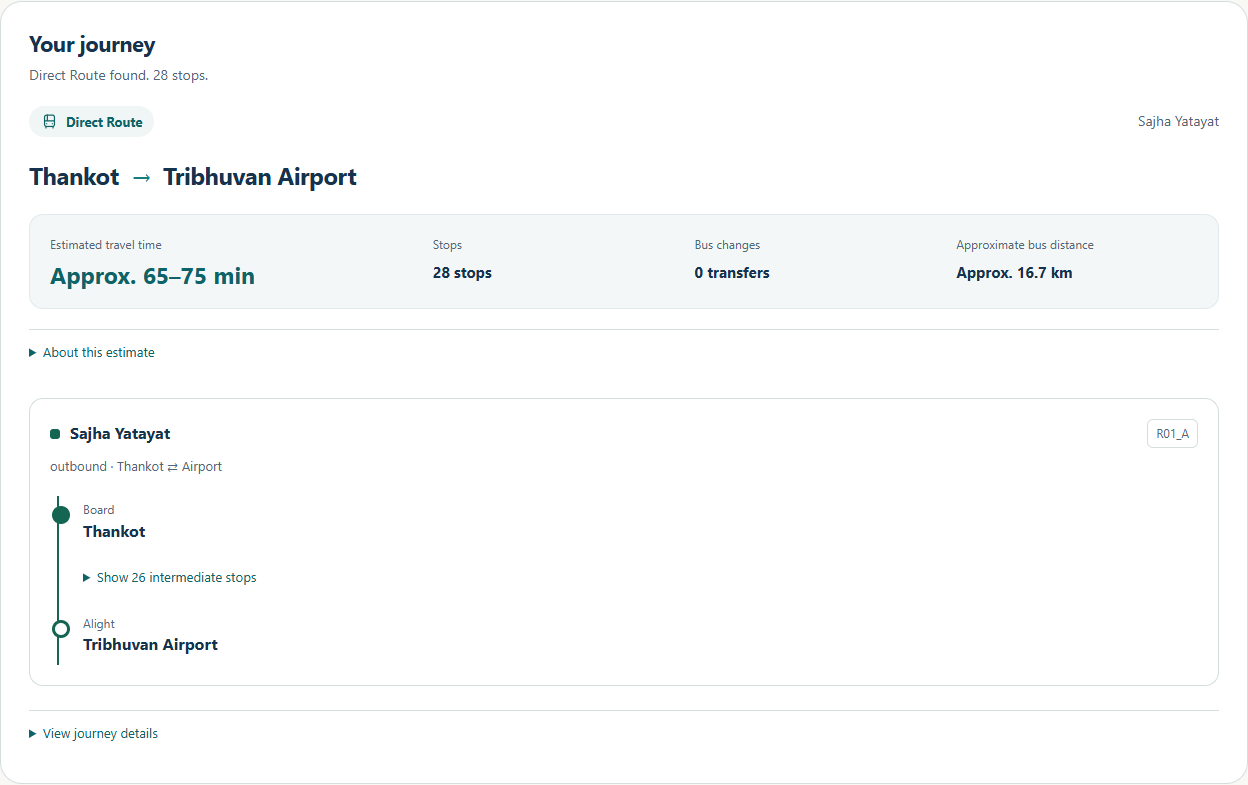 Your journey
Direct Route found. 28 stops.
Direct Route
Sajha Yatayat
Thankot → Tribhuvan Airport
Estimated travel time
Approx. 65–75 min
Stops
28 stops
Bus changes
0 transfers
Approximate bus distance
Approx. 16.7 km
▶ About this estimate
Sajha Yatayat
R01_A
outbound · Thankot ⇄ Airport
Board
Thankot
▶ Show 26 intermediate stops
Alight
Tribhuvan Airport
▶ View journey details